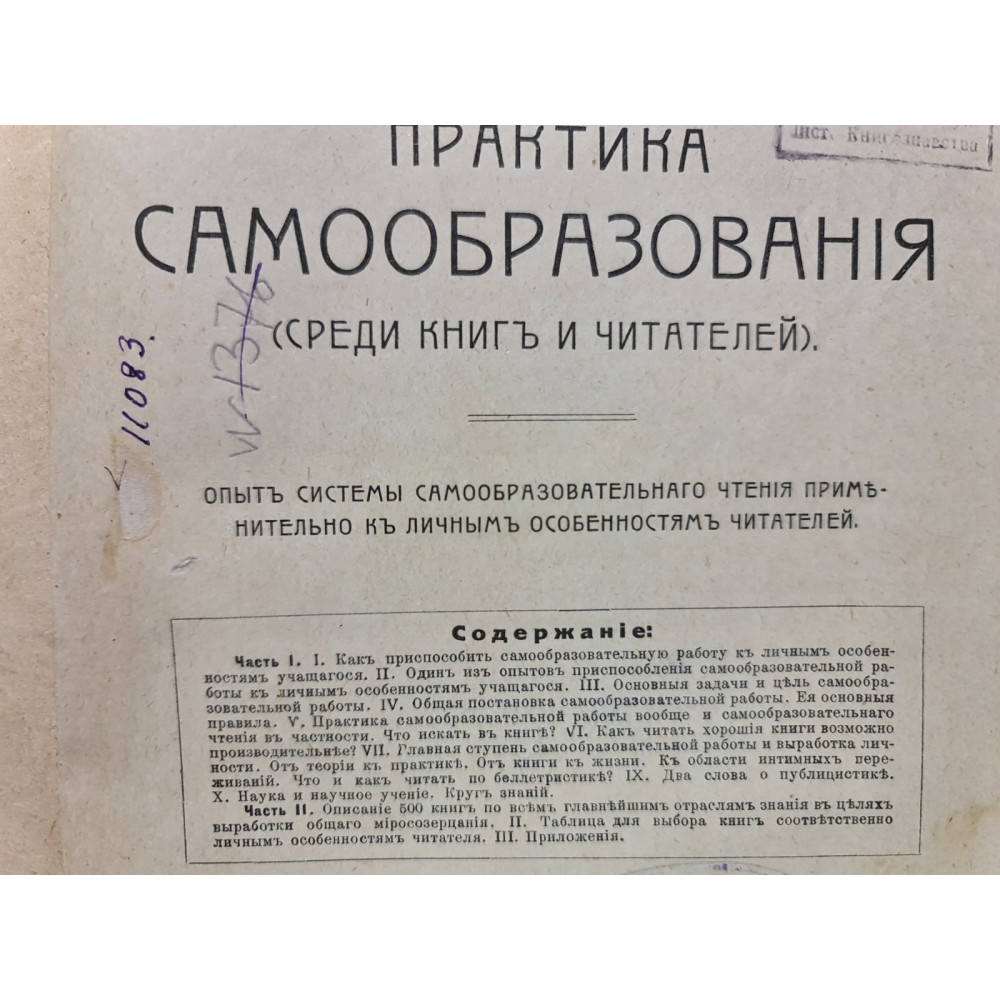 Інст. Книгознавства
ПРАКТИКА
САМООБРАЗОВАНІЯ
(СРЕДИ КНИГЪ И ЧИТАТЕЛЕЙ).
11083.
1376
ОПЫТЪ СИСТЕМЫ САМООБРАЗОВАТЕЛЬНАГО ЧТЕНІЯ ПРИМѢ-
НИТЕЛЬНО КЪ ЛИЧНЫМЪ ОСОБЕННОСТЯМЪ ЧИТАТЕЛЕЙ.
Содержаніе:
Часть I. I. Какъ приспособить самообразовательную работу къ личнымъ особен-
ностямъ учащагося. II. Одинъ изъ опытовъ приспособленія самообразовательной ра-
боты къ личнымъ особенностямъ учащагося. III. Основныя задачи и цѣль самообра-
зовательной работы. IV. Общая постановка самообразовательной работы. Ея основныя
правила. V. Практика самообразовательной работы вообще и самообразовательнаго
чтенія въ частности. Что искать въ книгѣ? VI. Какъ читать хорошія книги возможно
производительнѣе? VII. Главная ступень самообразовательной работы и выработка лич-
ности. Отъ теоріи къ практикѣ. Отъ книги къ жизни. Къ области интимныхъ пере-
живаній. Что и какъ читать по беллетристикѣ? IX. Два слова о публицистикѣ.
X. Наука и научное ученіе. Кругъ знаній.
Часть II. Описаніе 500 книгъ по всѣмъ главнѣйшимъ отраслямъ знанія въ цѣляхъ
выработки общаго міросозерцанія. II. Таблица для выбора книгъ соотвѣтственно
личнымъ особенностямъ читателя. III. Приложенія.